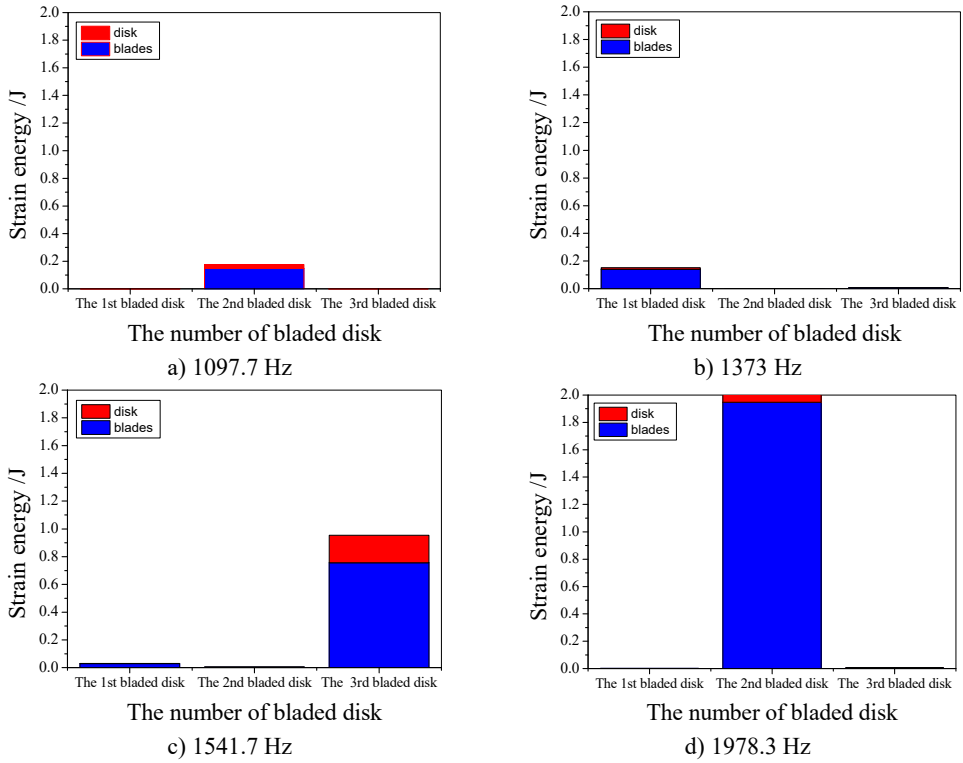 2.0
1.8
1.6
1.4
1.2
1.0
0.8
0.6
0.4
0.2
0.0
Strain energy /J
disk
blades
The 1st bladed disk The 2nd bladed disk The 3rd bladed disk
The number of bladed disk
a) 1097.7 Hz
2.0
1.8
1.6
1.4
1.2
1.0
0.8
0.6
0.4
0.2
0.0
Strain energy /J
disk
blades
The 1st bladed disk The 2nd bladed disk The 3rd bladed disk
The number of bladed disk
b) 1373 Hz
2.0
1.8
1.6
1.4
1.2
1.0
0.8
0.6
0.4
0.2
0.0
Strain energy /J
disk
blades
The 1st bladed disk The 2nd bladed disk The 3rd bladed disk
The number of bladed disk
c) 1541.7 Hz
2.0
1.8
1.6
1.4
1.2
1.0
0.8
0.6
0.4
0.2
0.0
Strain energy /J
disk
blades
The 1st bladed disk The 2nd bladed disk The 3rd bladed disk
The number of bladed disk
d) 1978.3 Hz